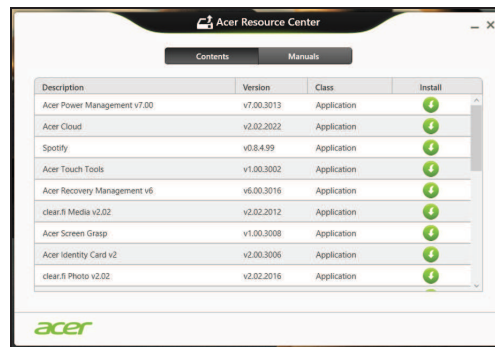 Acer Resource Center
Contents Manuals
Description Version Class Install
Acer Power Management v7.00 v7.00.3013 Application
Acer Cloud v2.02.2022 Application
Spotify v0.8.4.99 Application
Acer Touch Tools v1.00.3002 Application
Acer Recovery Management v6 v6.00.3016 Application
clear.fi Media v2.02 v2.02.2012 Application
Acer Screen Grasp v1.00.3008 Application
Acer Identity Card v2 v2.00.3006 Application
clear.fi Photo v2.02 v2.02.2016 Application
acer